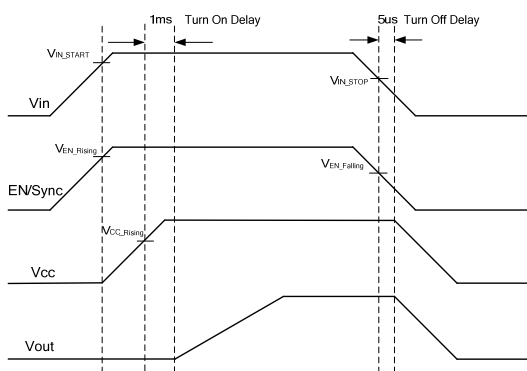 1ms Turn On Delay
5us Turn Off Delay
VIN_START
VIN_STOP
Vin
VEN_Rising
VEN_Falling
EN/Sync
VCC_Rising
Vcc
Vout